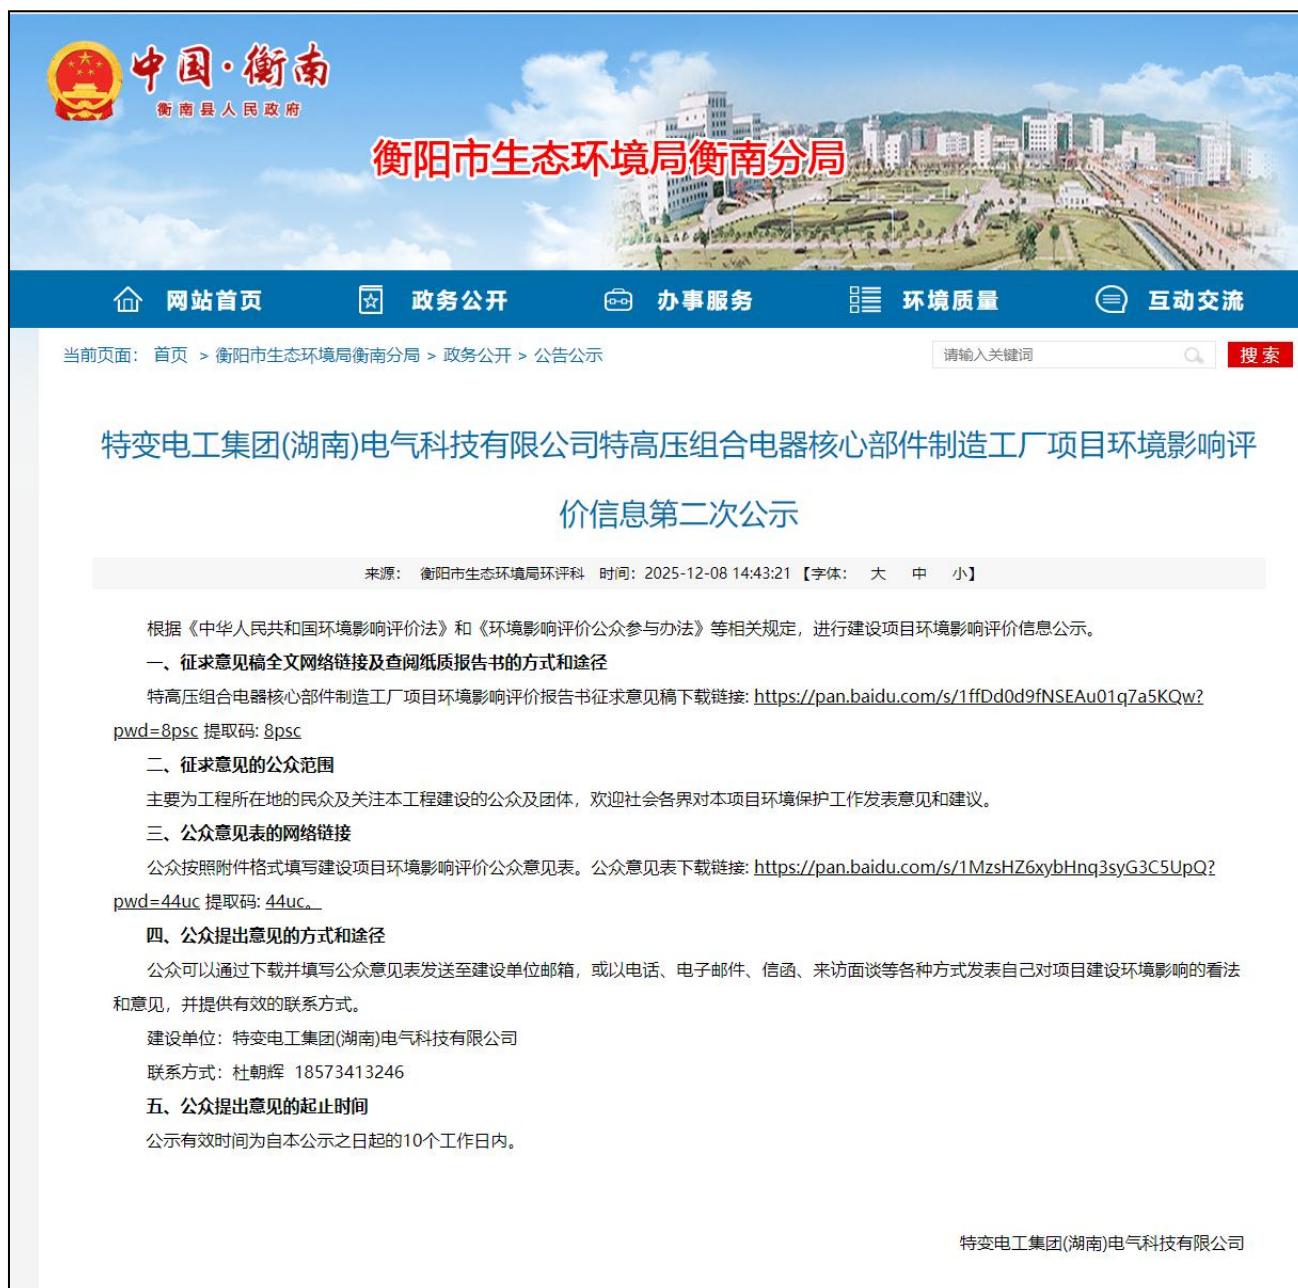 中国·衡南
衡南县人民政府
衡阳市生态环境局衡南分局
网站首页 政务公开 办事服务 环境质量 互动交流
当前页面： 首页 > 衡阳市生态环境局衡南分局 > 政务公开 > 公告公示 请输入关键词 搜索
特变电工集团(湖南)电气科技有限公司特高压组合电器核心部件制造工厂项目环境影响评
价信息第二次公示
来源： 衡阳市生态环境局环评科 时间：2025-12-08 14:43:21 【字体： 大 中 小】
根据《中华人民共和国环境影响评价法》和《环境影响评价公众参与办法》等相关规定，进行建设项目环境影响评价信息公示。
一、征求意见稿全文网络链接及查阅纸质报告书的方式和途径
特高压组合电器核心部件制造工厂项目环境影响评价报告书征求意见稿下载链接: https://pan.baidu.com/s/1ffDd0d9fNSEAu01q7a5KQw?
pwd=8psc 提取码: 8psc
二、征求意见的公众范围
主要为工程所在地的民众及关注本工程建设的公众及团体，欢迎社会各界对本项目环境保护工作发表意见和建议。
三、公众意见表的网络链接
公众按照附件格式填写建设项目环境影响评价公众意见表。公众意见表下载链接: https://pan.baidu.com/s/1MzsHZ6xybHnq3syG3C5UpQ?
pwd=44uc 提取码: 44uc。
四、公众提出意见的方式和途径
公众可以通过下载并填写公众意见表发送至建设单位邮箱，或以电话、电子邮件、信函、来访面谈等各种方式发表自己对项目建设环境影响的看法
和意见，并提供有效的联系方式。
建设单位：特变电工集团(湖南)电气科技有限公司
联系方式：杜朝辉 18573413246
五、公众提出意见的起止时间
公示有效时间为自本公示之日起的10个工作日内。
特变电工集团(湖南)电气科技有限公司